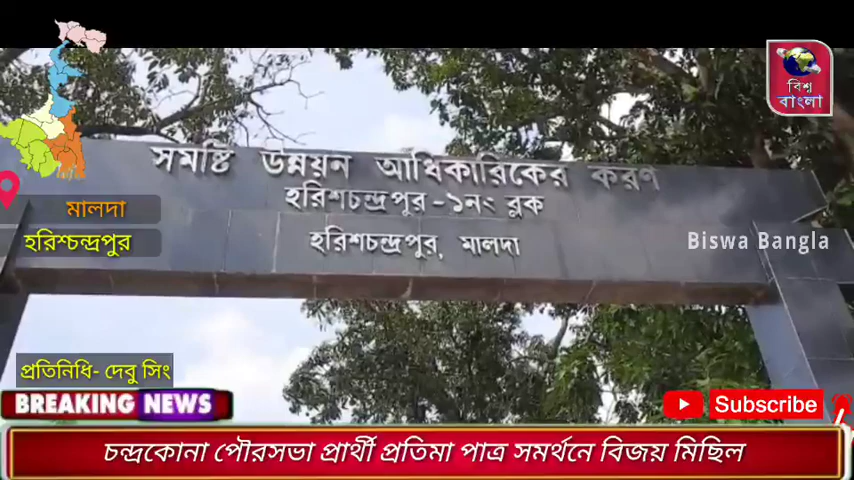 বিশ্ব
বাংলা
সমষ্টি উন্নয়ন আধিকারিকের করণ
হরিশচন্দ্রপুর-১নং ব্লক
হরিশচন্দ্রপুর, মালদা
মালদা
হরিশ্চন্দ্রপুর
Biswa Bangla
প্রতিনিধি- দেবু সিং
BREAKING NEWS
Subscribe
চন্দ্রকোনা পৌরসভা প্রার্থী প্রতিমা পাত্র সমর্থনে বিজয় মিছিল